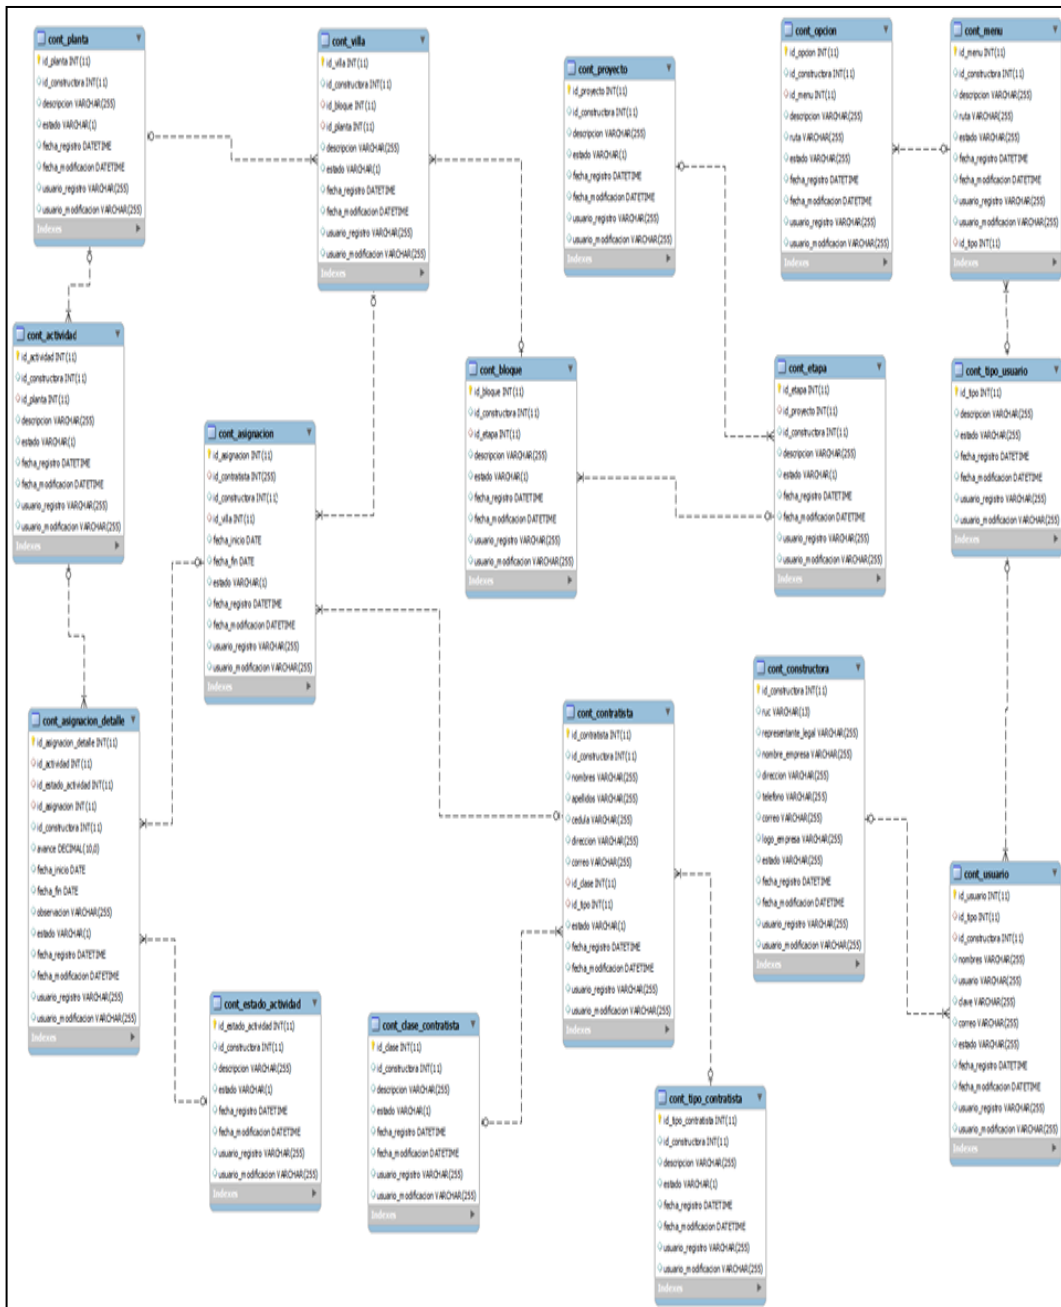 cont_planta
id_planta INT(11)
id_constructora INT(11)
descripcion VARCHAR(255)
estado VARCHAR(1)
fecha_registro DATETIME
fecha_modificacion DATETIME
usuario_registro VARCHAR(255)
usuario_modificacion VARCHAR(255)
Indexes
cont_villa
id_villa INT(11)
id_constructora INT(11)
id_bloque INT(11)
id_planta INT(11)
descripcion VARCHAR(255)
estado VARCHAR(1)
fecha_registro DATETIME
fecha_modificacion DATETIME
usuario_registro VARCHAR(255)
usuario_modificacion VARCHAR(255)
Indexes
cont_proyecto
id_proyecto INT(11)
id_constructora INT(11)
descripcion VARCHAR(255)
estado VARCHAR(1)
fecha_registro DATETIME
fecha_modificacion DATETIME
usuario_registro VARCHAR(255)
usuario_modificacion VARCHAR(255)
Indexes
cont_opcion
id_opcion INT(11)
id_constructora INT(11)
id_menu INT(11)
descripcion VARCHAR(255)
ruta VARCHAR(255)
estado VARCHAR(255)
fecha_registro DATETIME
fecha_modificacion DATETIME
usuario_registro VARCHAR(255)
usuario_modificacion VARCHAR(255)
Indexes
cont_menu
id_menu INT(11)
id_constructora INT(11)
descripcion VARCHAR(255)
ruta VARCHAR(255)
estado VARCHAR(255)
fecha_registro DATETIME
fecha_modificacion DATETIME
usuario_registro VARCHAR(255)
usuario_modificacion VARCHAR(255)
id_tipo INT(11)
Indexes
cont_actividad
id_actividad INT(11)
id_constructora INT(11)
id_planta INT(11)
descripcion VARCHAR(255)
estado VARCHAR(1)
fecha_registro DATETIME
fecha_modificacion DATETIME
usuario_registro VARCHAR(255)
usuario_modificacion VARCHAR(255)
Indexes
cont_asignacion
id_asignacion INT(11)
id_contratista INT(255)
id_constructora INT(11)
id_villa INT(11)
fecha_inicio DATE
fecha_fin DATE
estado VARCHAR(1)
fecha_registro DATETIME
fecha_modificacion DATETIME
usuario_registro VARCHAR(255)
usuario_modificacion VARCHAR(255)
Indexes
cont_bloque
id_bloque INT(11)
id_constructora INT(11)
id_etapa INT(11)
descripcion VARCHAR(255)
estado VARCHAR(1)
fecha_registro DATETIME
fecha_modificacion DATETIME
usuario_registro VARCHAR(255)
usuario_modificacion VARCHAR(255)
Indexes
cont_etapa
id_etapa INT(11)
id_proyecto INT(11)
id_constructora INT(11)
descripcion VARCHAR(255)
estado VARCHAR(1)
fecha_registro DATETIME
fecha_modificacion DATETIME
usuario_registro VARCHAR(255)
usuario_modificacion VARCHAR(255)
Indexes
cont_tipo_usuario
id_tipo INT(11)
descripcion VARCHAR(255)
estado VARCHAR(255)
fecha_registro DATETIME
fecha_modificacion DATETIME
usuario_registro VARCHAR(255)
usuario_modificacion VARCHAR(255)
Indexes
cont_asignacion_detalle
id_asignacion_detalle INT(11)
id_actividad INT(11)
id_estado_actividad INT(11)
id_asignacion INT(11)
id_constructora INT(11)
avance DECIMAL(10,0)
fecha_inicio DATE
fecha_fin DATE
observacion VARCHAR(255)
estado VARCHAR(1)
fecha_registro DATETIME
fecha_modificacion DATETIME
usuario_registro VARCHAR(255)
usuario_modificacion VARCHAR(255)
Indexes
cont_contratista
id_contratista INT(11)
id_constructora INT(11)
nombres VARCHAR(255)
apellidos VARCHAR(255)
cedula VARCHAR(255)
direccion VARCHAR(255)
correo VARCHAR(255)
id_clase INT(11)
id_tipo INT(11)
estado VARCHAR(1)
fecha_registro DATETIME
fecha_modificacion DATETIME
usuario_registro VARCHAR(255)
usuario_modificacion VARCHAR(255)
Indexes
cont_constructora
id_constructora INT(11)
ruc VARCHAR(13)
representante_legal VARCHAR(255)
nombre_empresa VARCHAR(255)
direccion VARCHAR(255)
telefono VARCHAR(255)
correo VARCHAR(255)
logo_empresa VARCHAR(255)
estado VARCHAR(255)
fecha_registro DATETIME
fecha_modificacion DATETIME
usuario_registro VARCHAR(255)
usuario_modificacion VARCHAR(255)
Indexes
cont_usuario
id_usuario INT(11)
id_tipo INT(11)
id_constructora INT(11)
nombres VARCHAR(255)
usuario VARCHAR(255)
clave VARCHAR(255)
correo VARCHAR(255)
estado VARCHAR(255)
fecha_registro DATETIME
fecha_modificacion DATETIME
usuario_registro VARCHAR(255)
usuario_modificacion VARCHAR(255)
Indexes
cont_estado_actividad
id_estado_actividad INT(11)
id_constructora INT(11)
descripcion VARCHAR(255)
estado VARCHAR(1)
fecha_registro DATETIME
fecha_modificacion DATETIME
usuario_registro VARCHAR(255)
usuario_modificacion VARCHAR(255)
Indexes
cont_clase_contratista
id_clase INT(11)
id_constructora INT(11)
descripcion VARCHAR(255)
estado VARCHAR(1)
fecha_registro DATETIME
fecha_modificacion DATETIME
usuario_registro VARCHAR(255)
usuario_modificacion VARCHAR(255)
Indexes
cont_tipo_contratista
id_tipo_contratista INT(11)
id_constructora INT(11)
descripcion VARCHAR(255)
estado VARCHAR(1)
fecha_registro DATETIME
fecha_modificacion DATETIME
usuario_registro VARCHAR(255)
usuario_modificacion VARCHAR(255)
Indexes